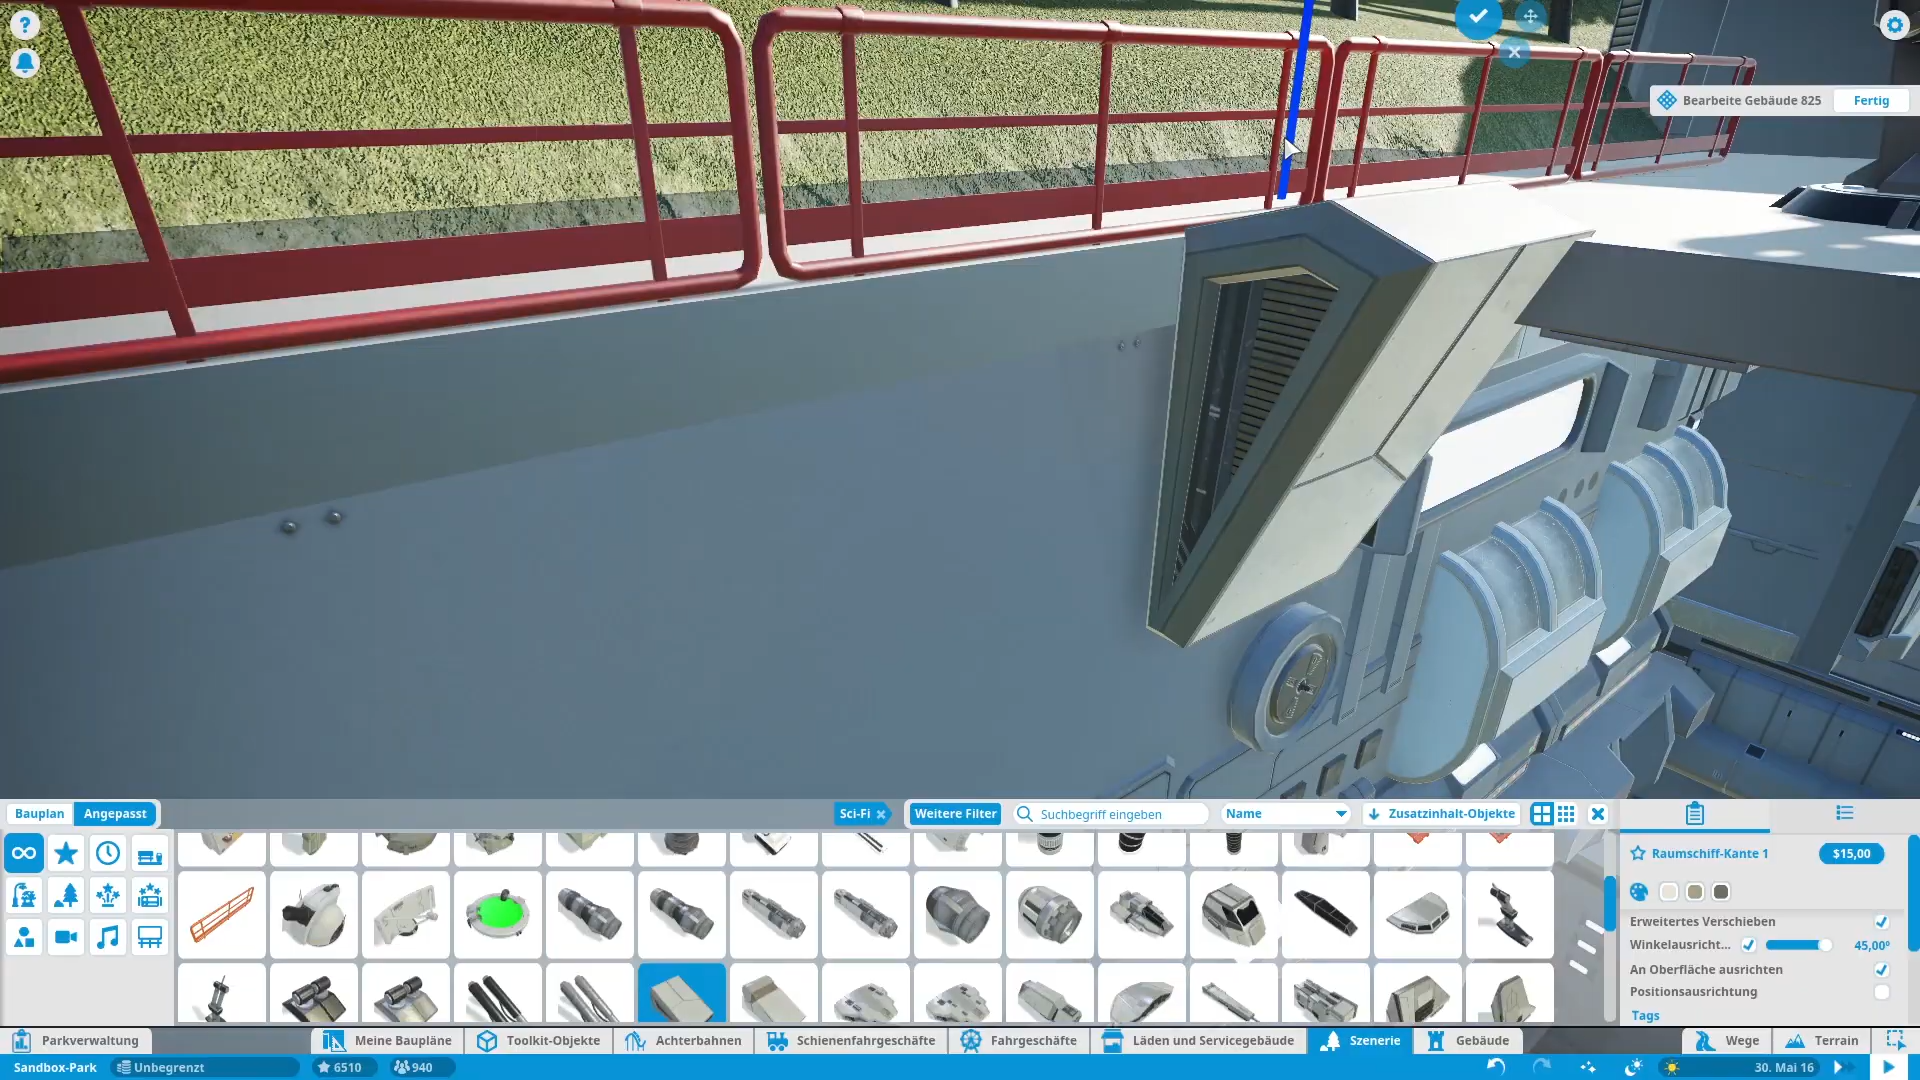 ?
Bearbeite Gebäude 825
Fertig
Bauplan
Angepasst
Sci-Fi
Weitere Filter
Suchbegriff eingeben
Name
Zusatzinhalt-Objekte
Raumschiff-Kante 1
$15,00
Erweitertes Verschieben
Winkelausricht...
45,00°
An Oberfläche ausrichten
Positionsausrichtung
Tags
Parkverwaltung
Meine Baupläne
Toolkit-Objekte
Achterbahnen
Schienenfahrgeschäfte
Fahrgeschäfte
Läden und Servicegebäude
Szenerie
Gebäude
Wege
Terrain
Sandbox-Park
Unbegrenzt
6510
940
30. Mai 16